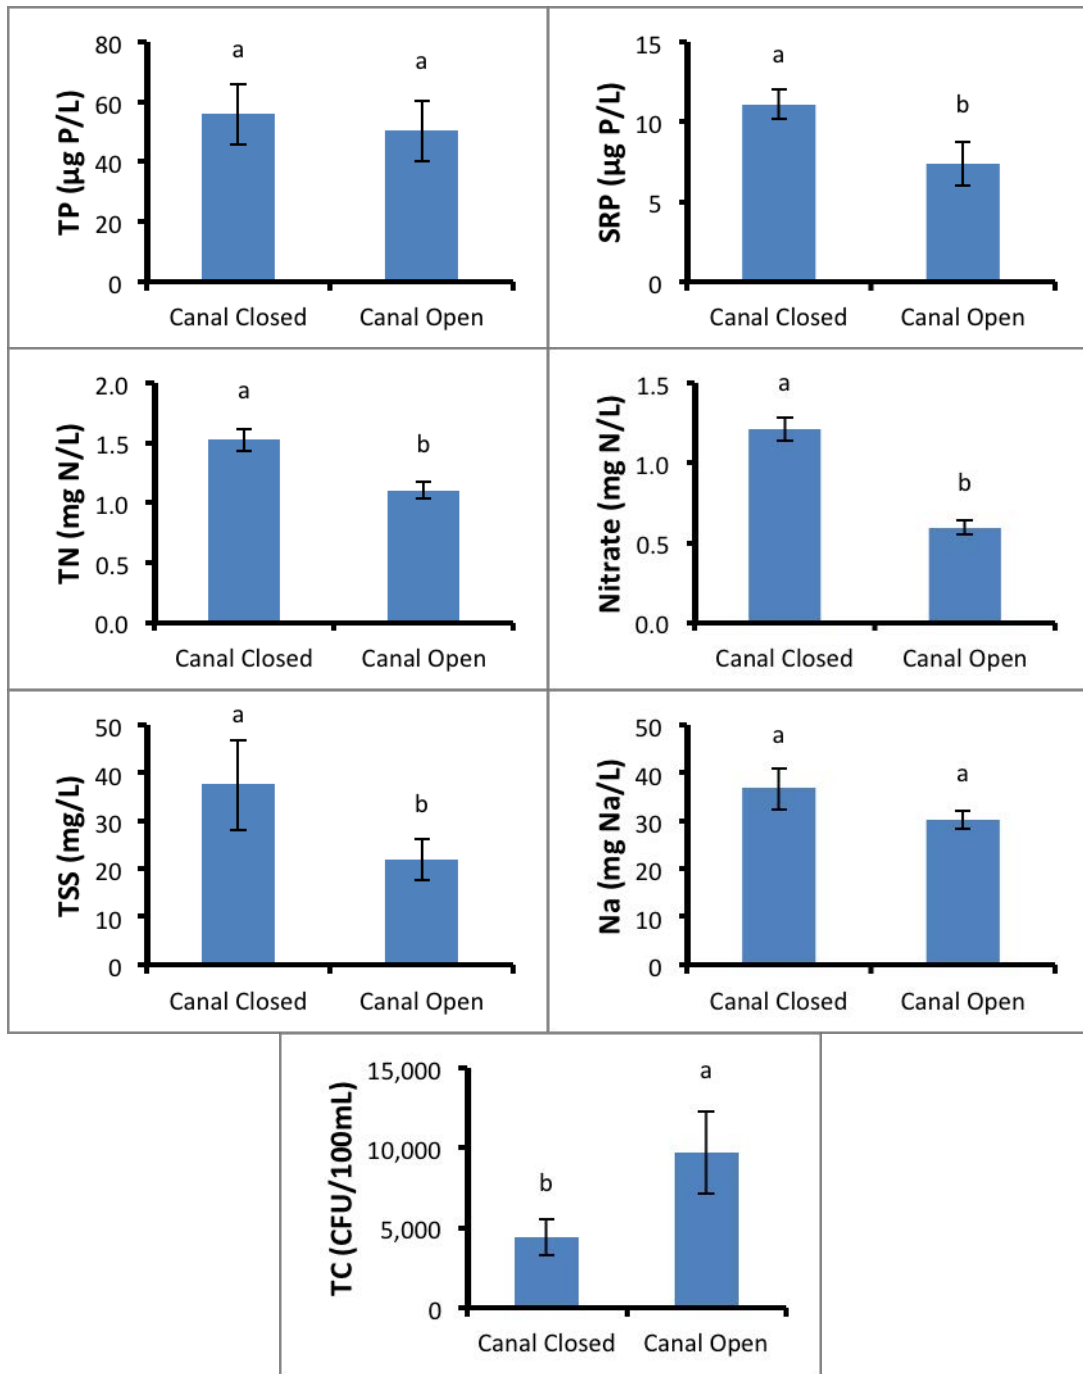 TP (µg P/L)
80
60
40
20
0
a
a
Canal Closed
Canal Open
SRP (µg P/L)
15
10
5
0
a
b
Canal Closed
Canal Open
TN (mg N/L)
2.0
1.5
1.0
0.5
0.0
a
b
Canal Closed
Canal Open
Nitrate (mg N/L)
1.5
1.0
0.5
0.0
a
b
Canal Closed
Canal Open
TSS (mg/L)
50
40
30
20
10
0
a
b
Canal Closed
Canal Open
Na (mg Na/L)
50
40
30
20
10
0
a
a
Canal Closed
Canal Open
TC (CFU/100mL)
15,000
10,000
5,000
0
b
a
Canal Closed
Canal Open